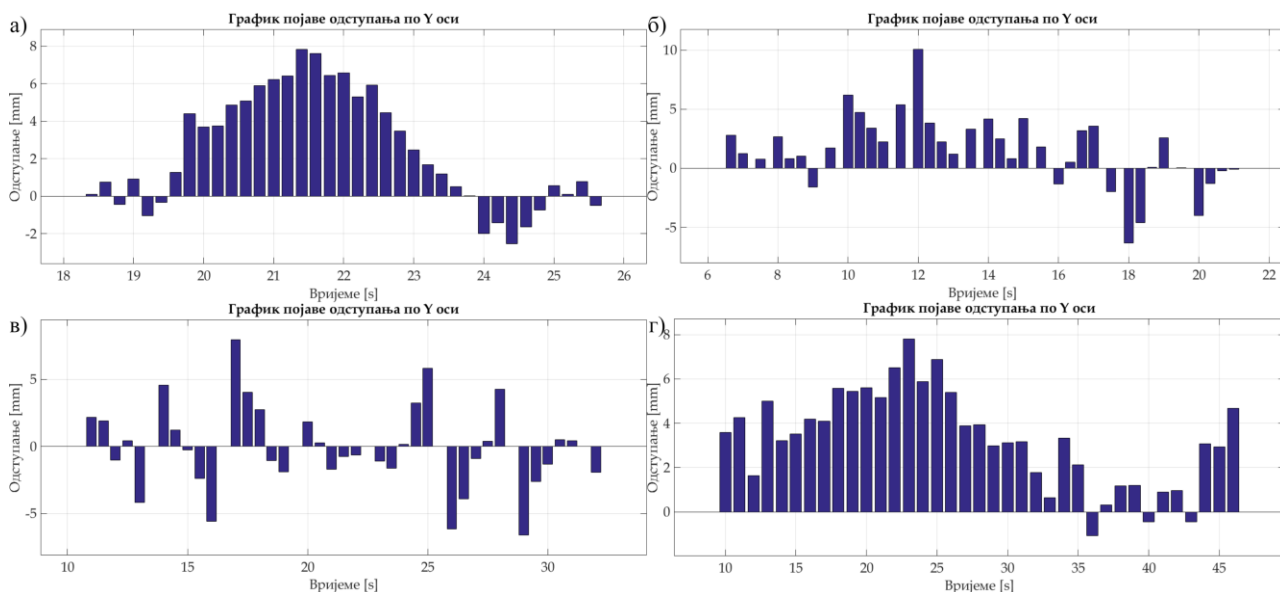 а)
График појаве одступања по Y оси
Одступање [mm]
8
6
4
2
0
-2
18 19 20 21 22 23 24 25 26
Вријеме [s]
б)
График појаве одступања по Y оси
Одступање [mm]
10
5
0
-5
6 8 10 12 14 16 18 20 22
Вријеме [s]
в)
График појаве одступања по Y оси
Одступање [mm]
5
0
-5
10 15 20 25 30
Вријеме [s]
г)
График појаве одступања по Y оси
Одступање [mm]
8
6
4
2
0
10 15 20 25 30 35 40 45
Вријеме [s]